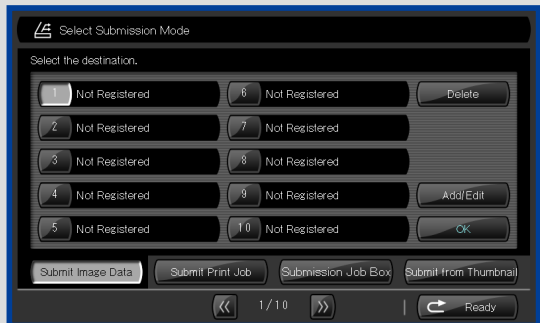 Select Submission Mode
Select the destination.
1 Not Registered 6 Not Registered Delete
2 Not Registered 7 Not Registered
3 Not Registered 8 Not Registered
4 Not Registered 9 Not Registered Add/Edit
5 Not Registered 10 Not Registered OK
Submit Image Data Submit Print Job Submission Job Box Submit from Thumbnail
1/10 Ready